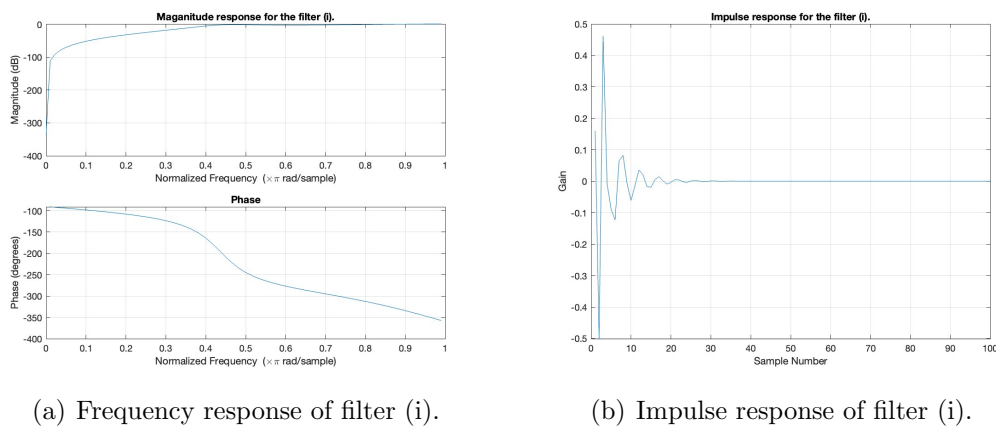 Maganitude response for the filter (i).
0
-100
-200
-300
-400
Magnitude (dB)
0 0.1 0.2 0.3 0.4 0.5 0.6 0.7 0.8 0.9 1
Normalized Frequency (×π rad/sample)
Phase
-100
-150
-200
-250
-300
-350
-400
Phase (degrees)
0 0.1 0.2 0.3 0.4 0.5 0.6 0.7 0.8 0.9 1
Normalized Frequency (×π rad/sample)
(a) Frequency response of filter (i).
Impulse response for the filter (i).
0.5
0.4
0.3
0.2
0.1
0
-0.1
-0.2
-0.3
-0.4
-0.5
Gain
0 10 20 30 40 50 60 70 80 90 100
Sample Number
(b) Impulse response of filter (i).